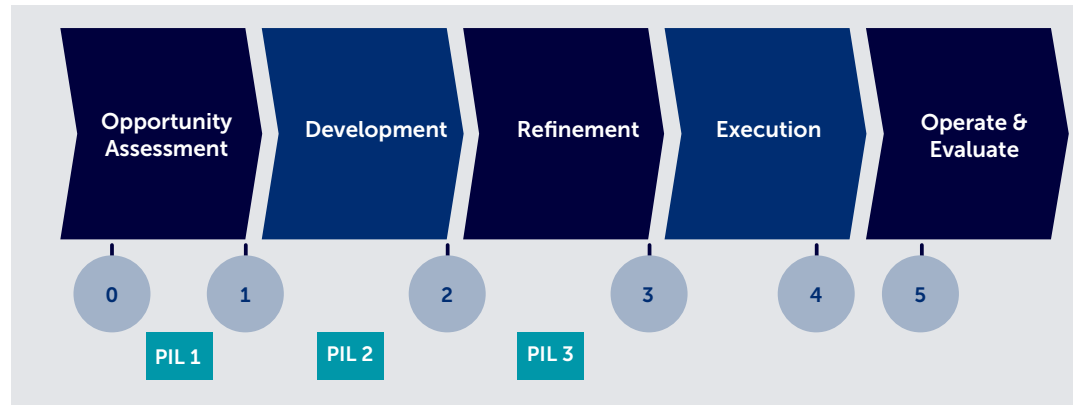 Opportunity
Assessment
Development
Refinement
Execution
Operate &
Evaluate
0
1
2
3
4
5
PIL 1
PIL 2
PIL 3